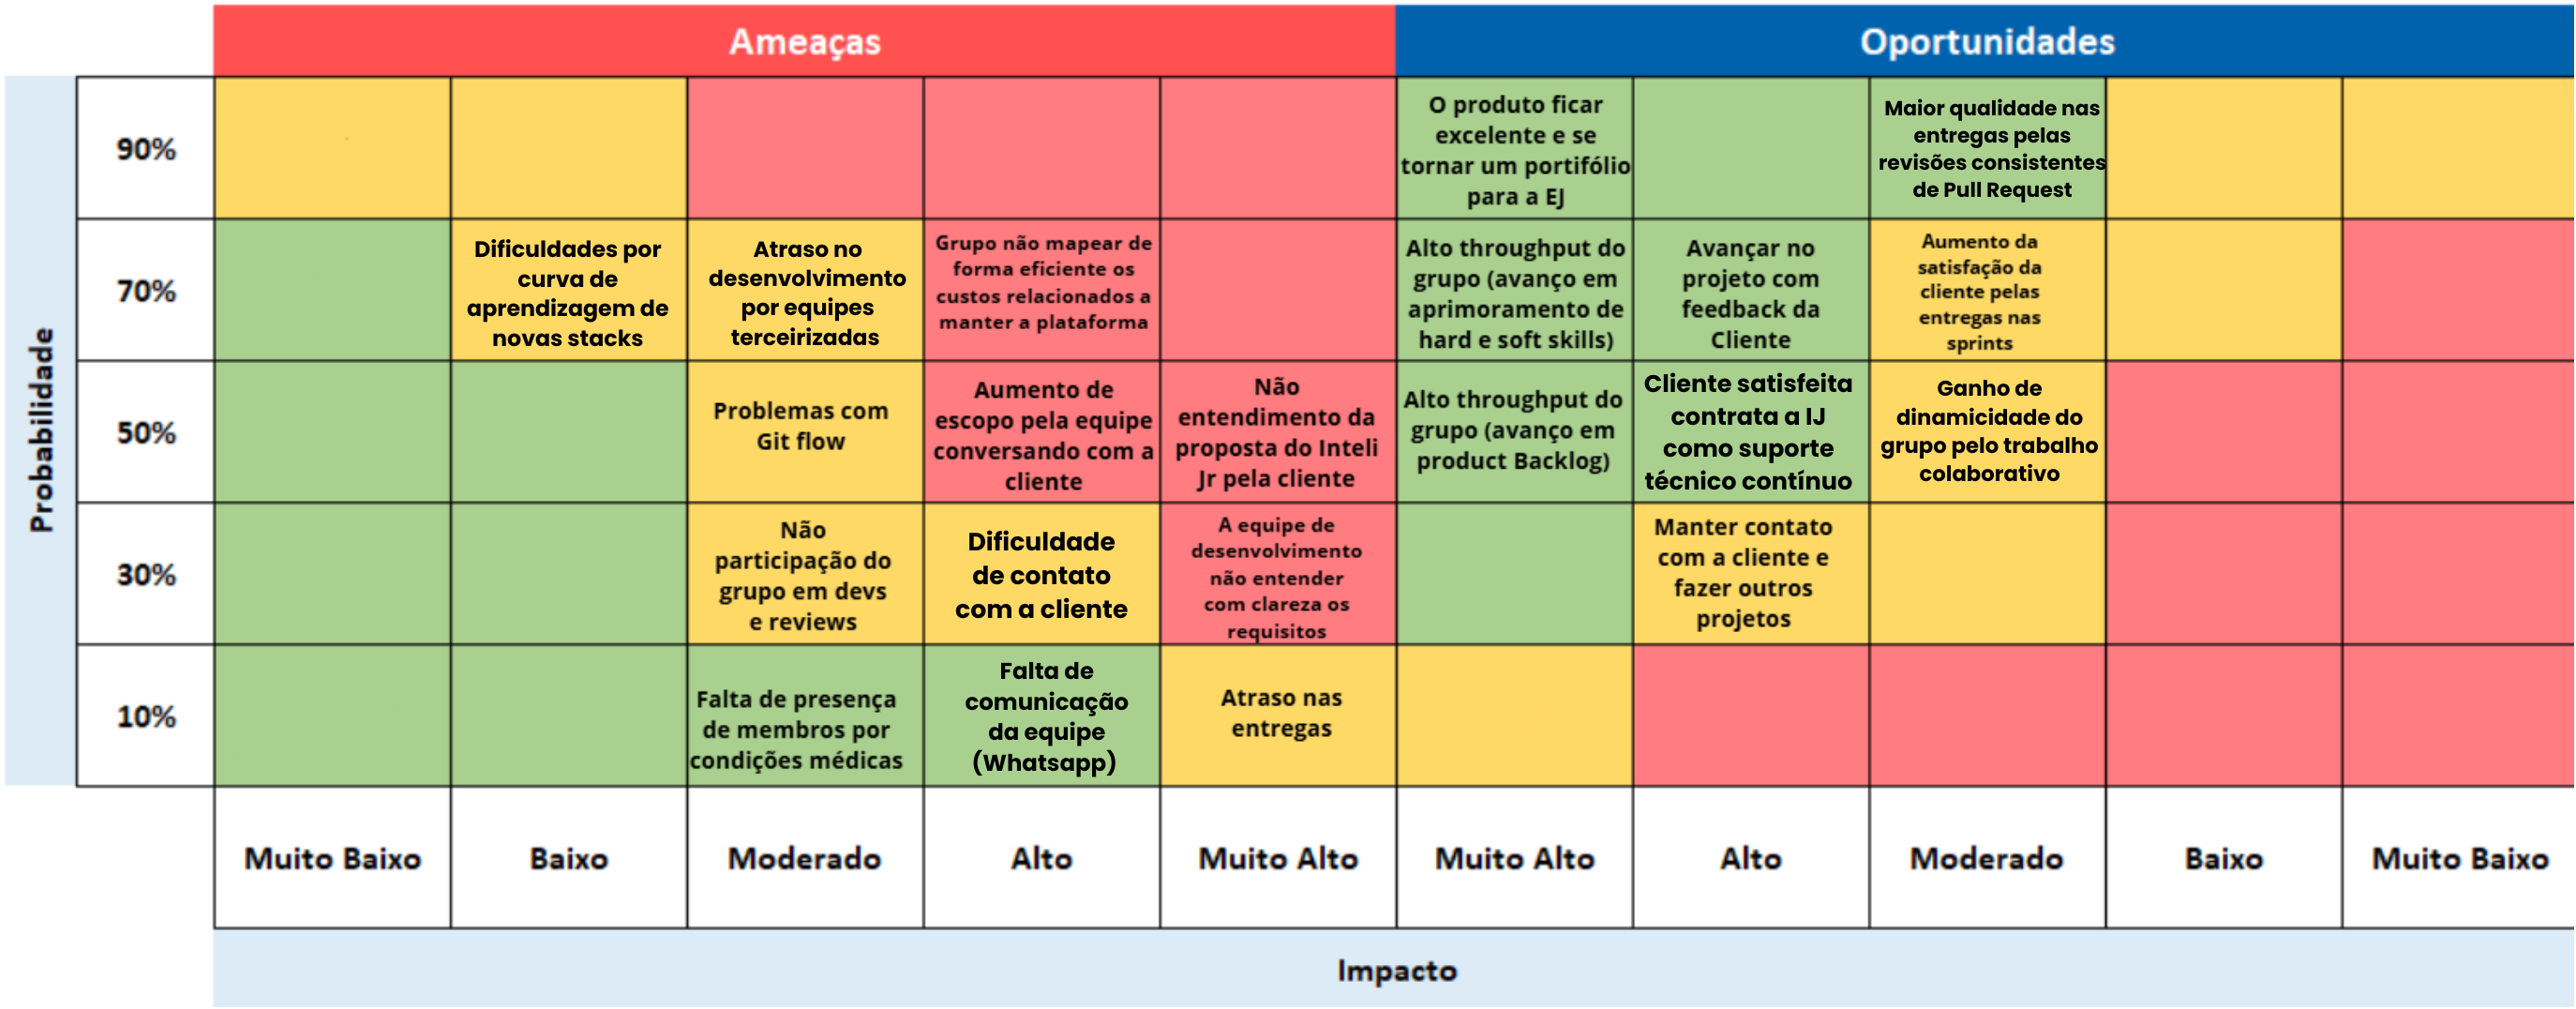 Ameaças
Oportunidades
Probabilidade
90%
O produto ficar
excelente e se
tornar um portifólio
para a EJ
Maior qualidade nas
entregas pelas
revisões consistentes
de Pull Request
70%
Dificuldades por
curva de
aprendizagem de
novas stacks
Atraso no
desenvolvimento
por equipes
terceirizadas
Grupo não mapear de
forma eficiente os
custos relacionados a
manter a plataforma
Alto throughput do
grupo (avanço em
aprimoramento de
hard e soft skills)
Avançar no
projeto com
feedback da
Cliente
Aumento da
satisfação da
cliente pelas
entregas nas
sprints
50%
Problemas com
Git flow
Aumento de
escopo pela equipe
conversando com a
cliente
Não
entendimento da
proposta do Inteli
Jr pela cliente
Alto throughput do
grupo (avanço em
product Backlog)
Cliente satisfeita
contrata a IJ
como suporte
técnico contínuo
Ganho de
dinamicidade do
grupo pelo trabalho
colaborativo
30%
Não
participação do
grupo em devs
e reviews
Dificuldade
de contato
com a cliente
A equipe de
desenvolvimento
não entender
com clareza os
requisitos
Manter contato
com a cliente e
fazer outros
projetos
10%
Falta de presença
de membros por
condições médicas
Falta de
comunicação
da equipe
(Whatsapp)
Atraso nas
entregas
Muito Baixo
Baixo
Moderado
Alto
Muito Alto
Muito Alto
Alto
Moderado
Baixo
Muito Baixo
Impacto